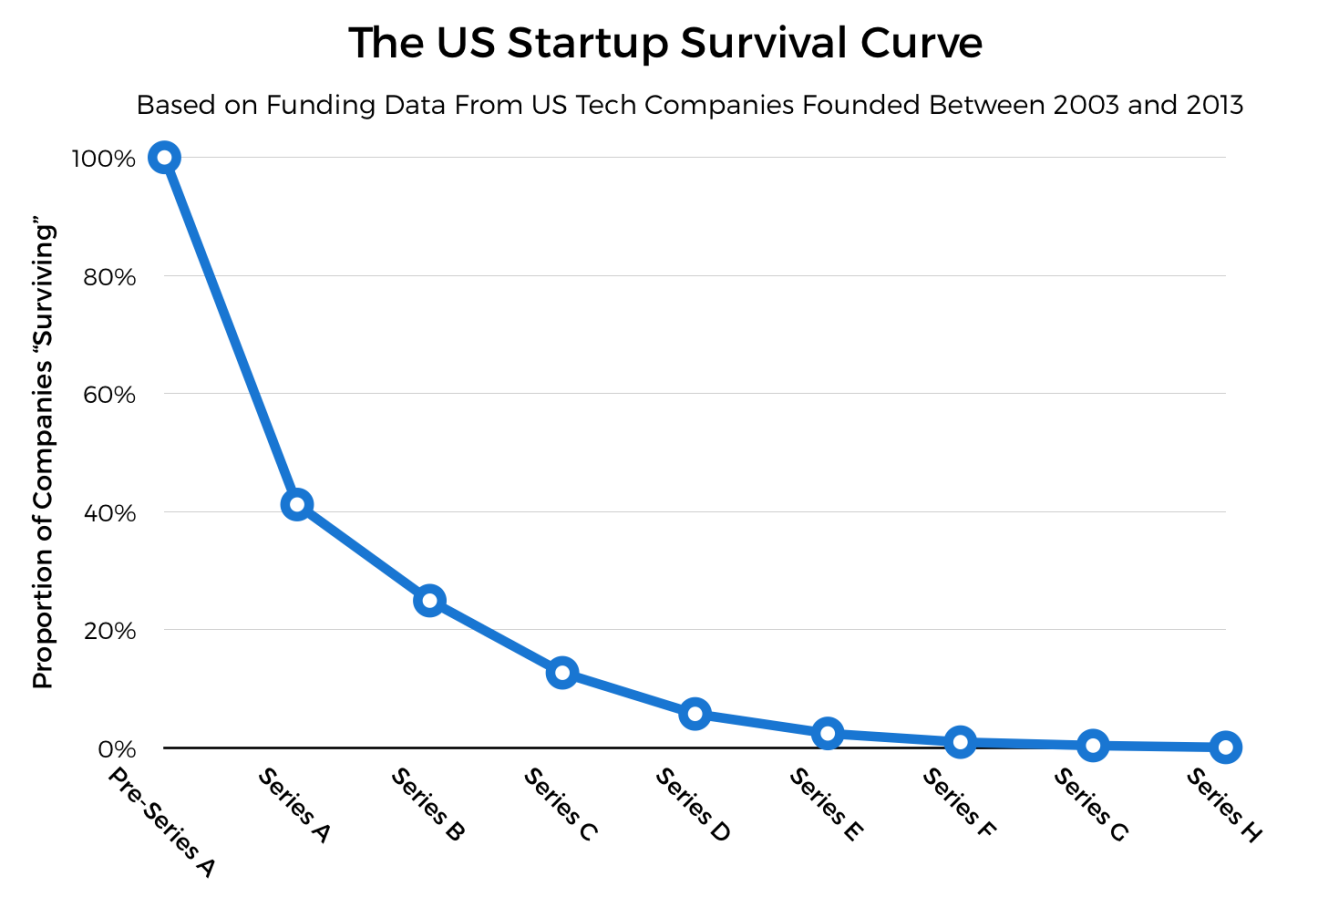 The US Startup Survival Curve
Based on Funding Data From US Tech Companies Founded Between 2003 and 2013
Proportion of Companies “Surviving”
100%
80%
60%
40%
20%
0%
Pre-Series A
Series A
Series B
Series C
Series D
Series E
Series F
Series G
Series H